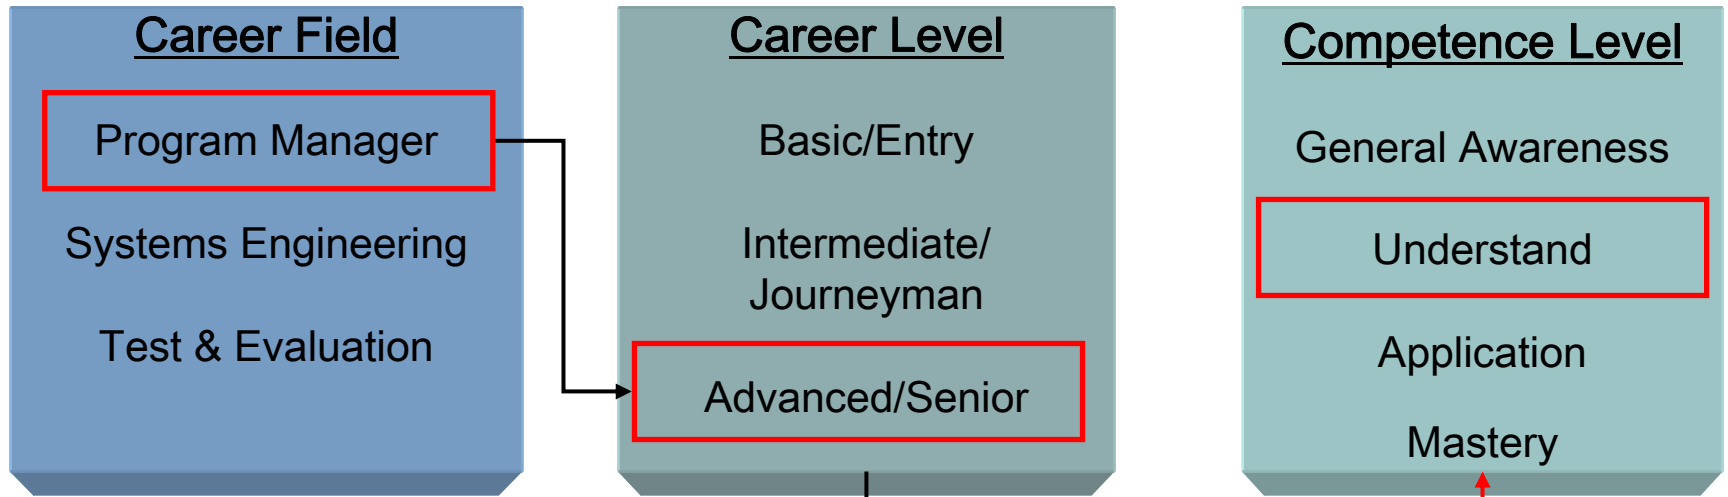 Career Field
Program Manager
Systems Engineering
Test & Evaluation
Career Level
Basic/Entry
Intermediate/
Journeyman
Advanced/Senior
Competence Level
General Awareness
Understand
Application
Mastery